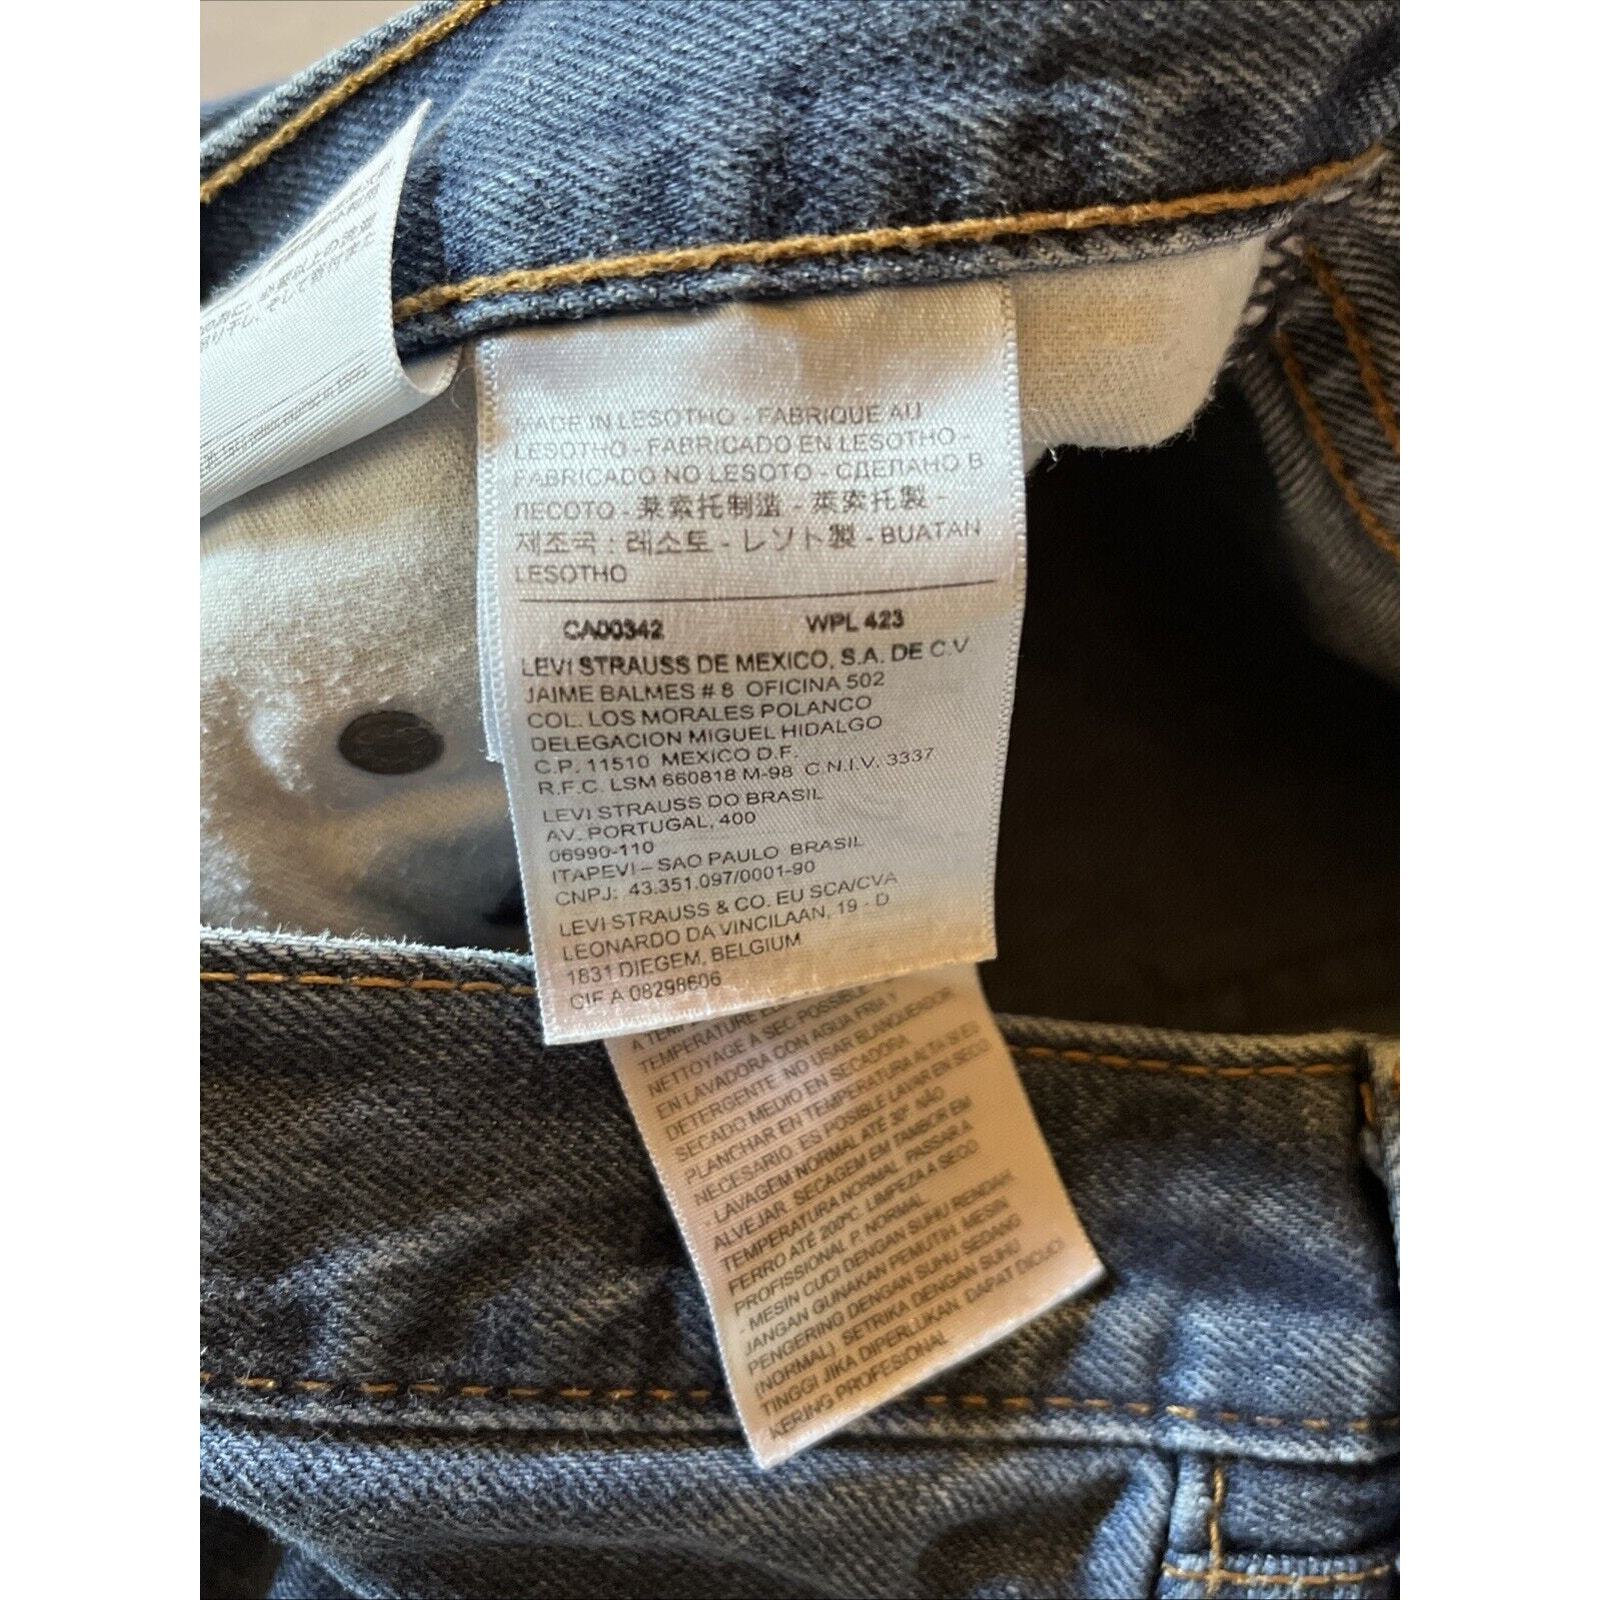 MADE IN LESOTHO - FABRIQUE AU
LESOTHO - FABRICADO EN LESOTHO -
FABRICADO NO LESOTO - СДЕЛАНО В
ЛЕСОТО - 莱索托制造 - 萊索托製 -
제조국 : 레소토 - レソト製 - BUATAN
LESOTHO
CA00342 WPL 423
LEVI STRAUSS DE MEXICO, S.A. DE C.V
JAIME BALMES # 8 OFICINA 502
COL. LOS MORALES POLANCO
DELEGACION MIGUEL HIDALGO
C.P. 11510 MEXICO D.F.
R.F.C. LSM 660818 M-98 C.N.I.V. 3337
LEVI STRAUSS DO BRASIL
AV. PORTUGAL, 400
06990-110
ITAPEVI – SAO PAULO BRASIL
CNPJ: 43.351.097/0001-90
LEVI STRAUSS & CO. EU SCA/CVA
LEONARDO DA VINCILAAN, 19 - D
1831 DIEGEM, BELGIUM
CIF A 08298606
A TEMP
TEMPERATURE SEC POSSIBLE
NETTOYAGE A SEC POSSIBLE
EN LAVADORA CON AGUA FRIA Y
DETERGENTE. NO USAR BLANQUEADOR.
SECADO MEDIO EN SECADORA.
PLANCHAR EN TEMPERATURA ALTA SI ES
NECESARIO. ES POSIBLE LAVAR EN SECO
- LAVAGEM NORMAL ATÉ 30° NÃO
ALVEJAR. SECAGEM EM TAMBOR EM
TEMPERATURA NORMAL. PASSAR A
FERRO ATÉ 200ºC. LIMPEZA A SECO
PROFISSIONAL P. NORMAL.
- MESIN CUCI DENGAN SUHU RENDAH.
JANGAN GUNAKAN PEMUTIH. MESIN
PENGERING DENGAN SUHU SEDANG
(NORMAL) SETRIKA DENGAN SUHU
TINGGI JIKA DIPERLUKAN. DAPAT DICUCI
KERING PROFESIONAL.